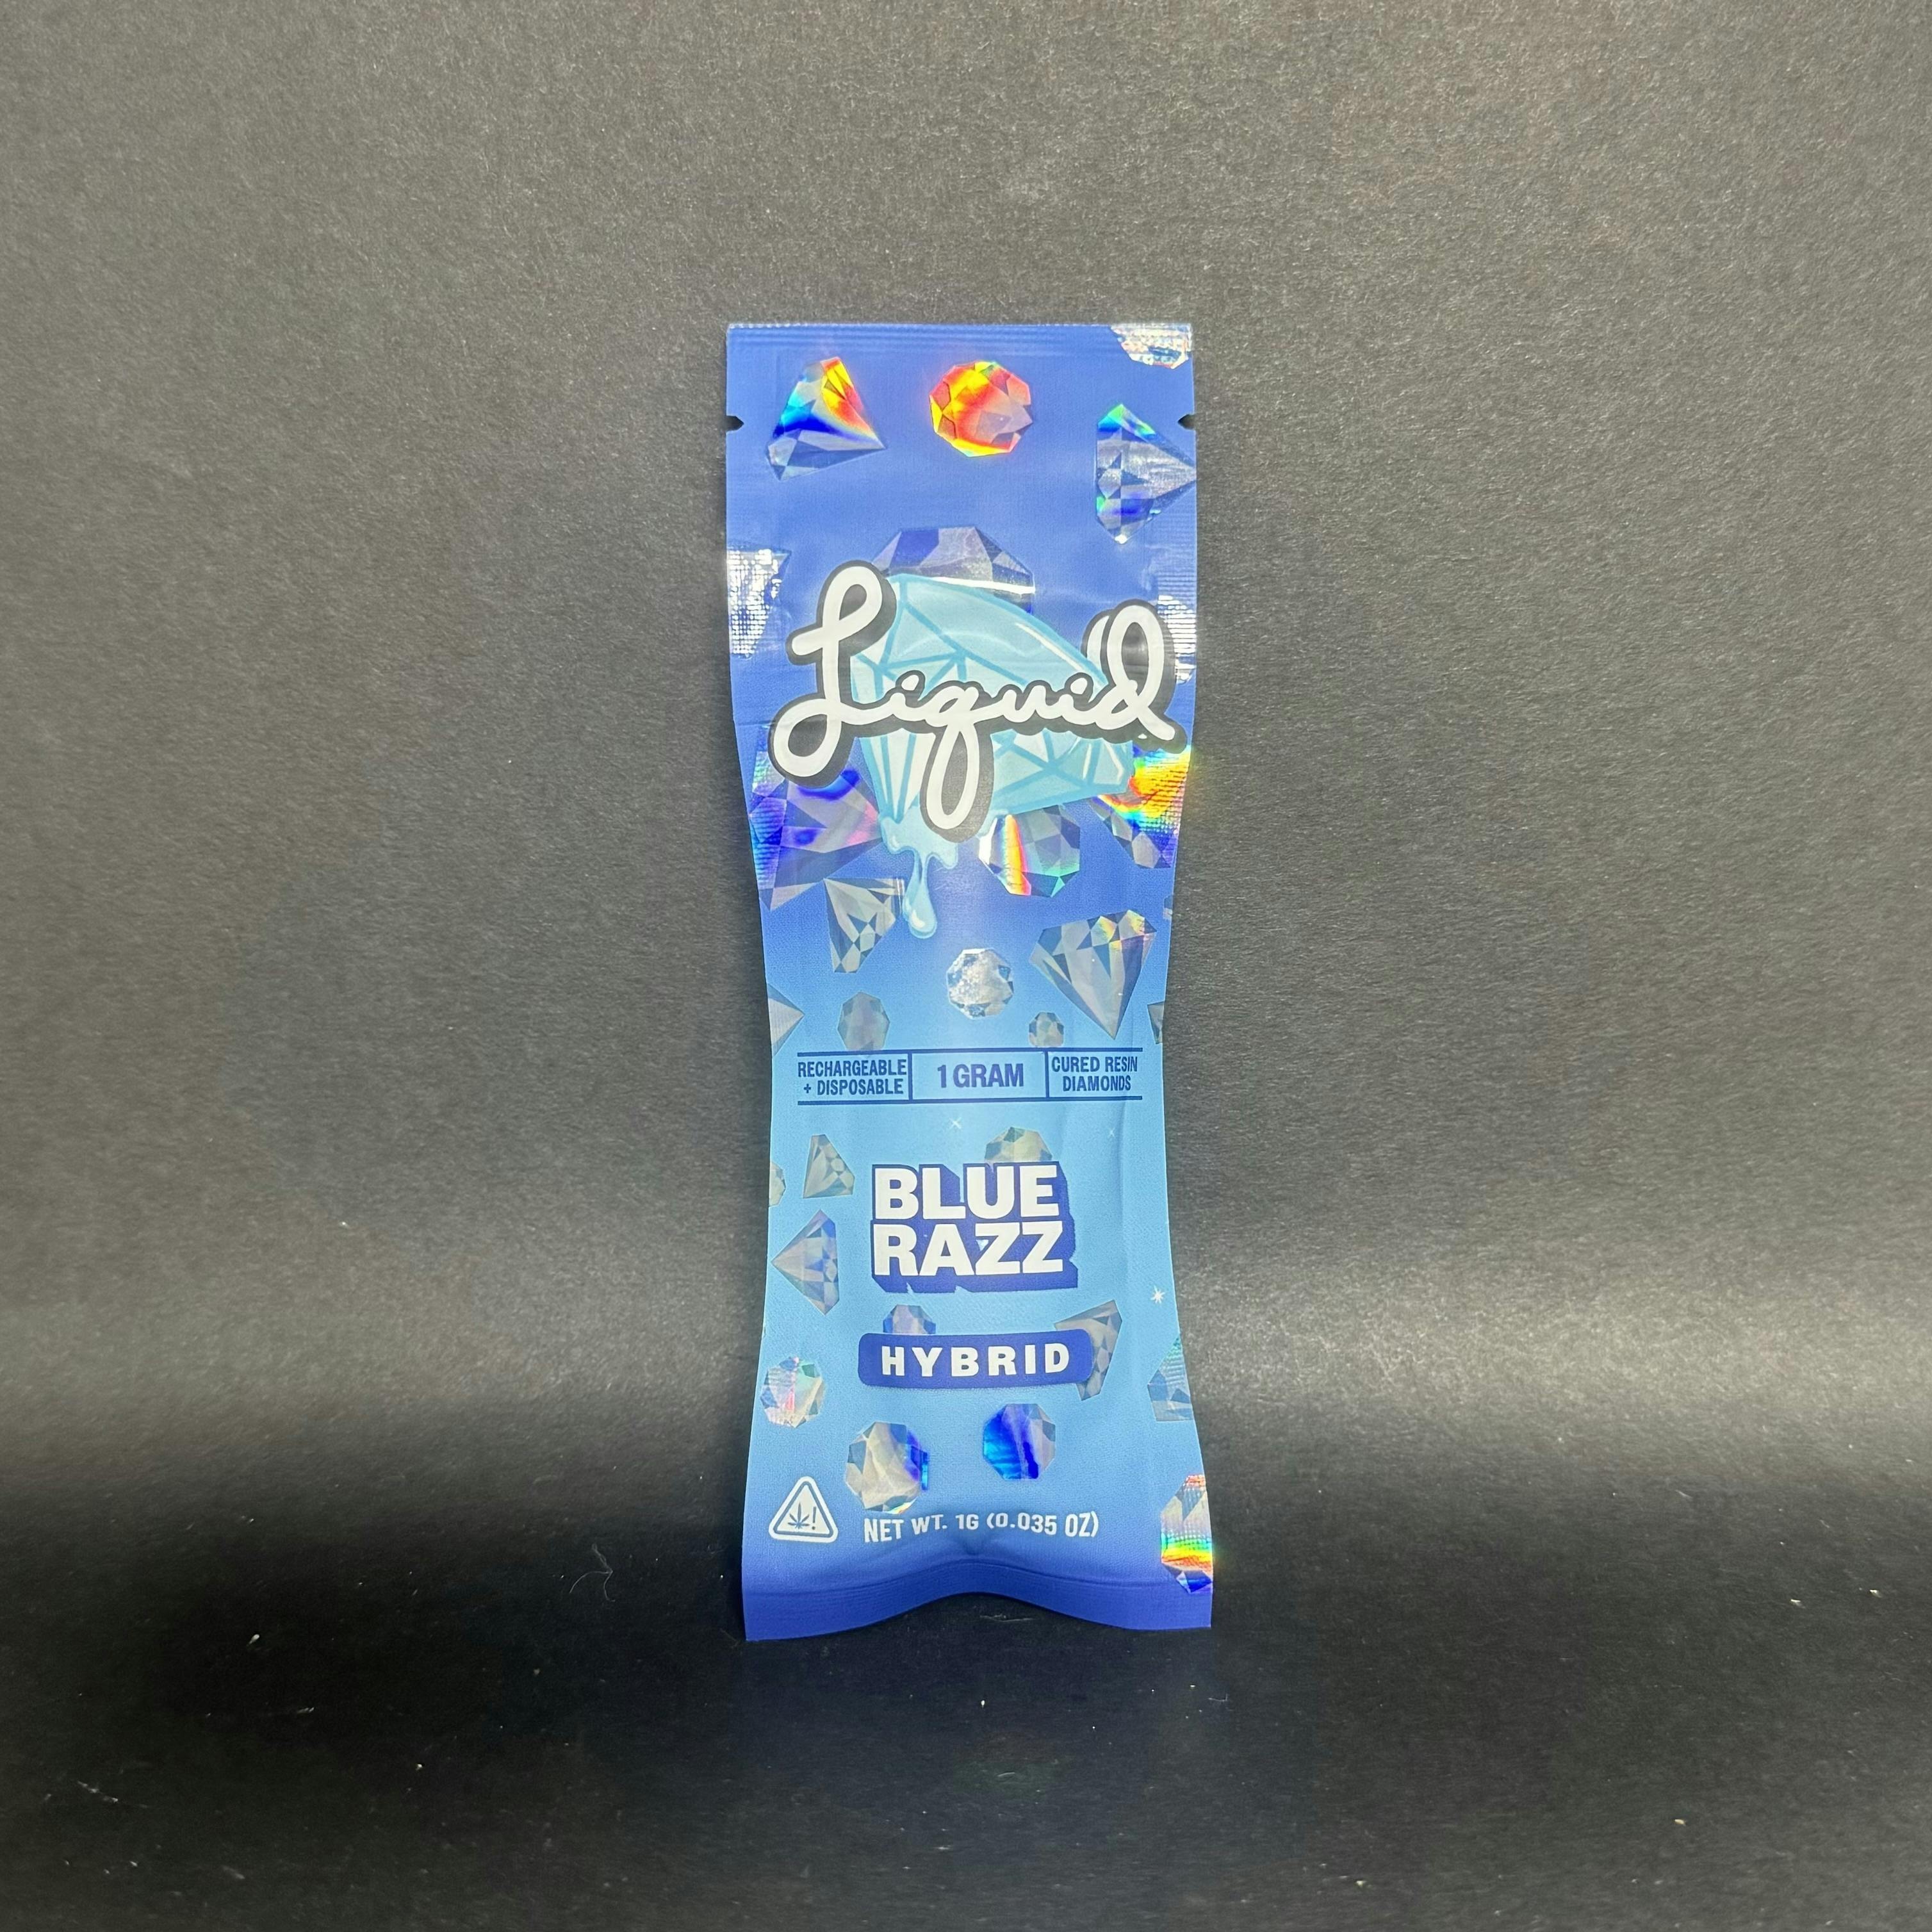 Liquid
RECHARGEABLE
+ DISPOSABLE
1 GRAM
CURED RESIN
DIAMONDS
BLUE
RAZZ
HYBRID
!
NET WT. 1G (0.035 OZ)